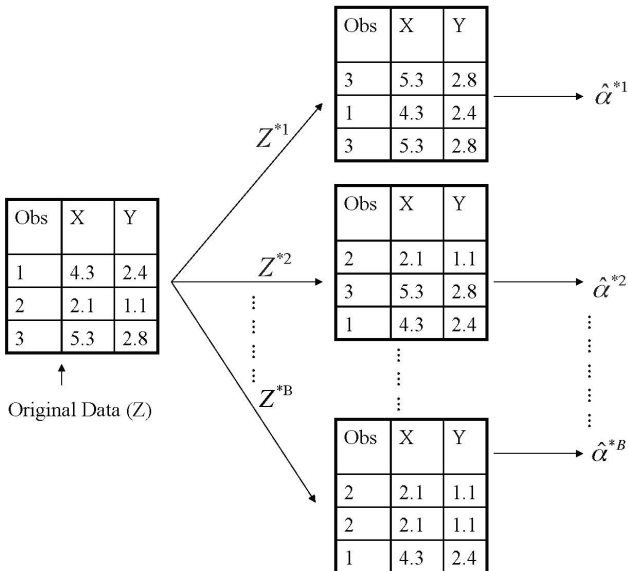 Obs X Y
3 5.3 2.8
1 4.3 2.4
3 5.3 2.8
α̂*1
Z*1
Obs X Y
1 4.3 2.4
2 2.1 1.1
3 5.3 2.8
Original Data (Z)
Z*2
Obs X Y
2 2.1 1.1
3 5.3 2.8
1 4.3 2.4
α̂*2
Z*B
Obs X Y
2 2.1 1.1
2 2.1 1.1
1 4.3 2.4
α̂*B